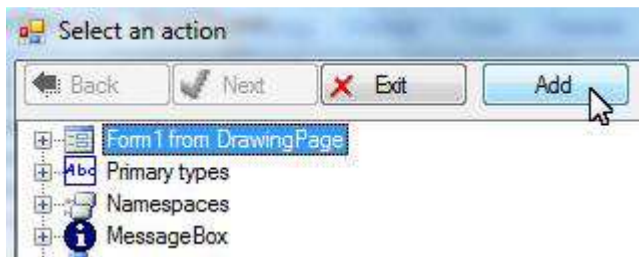 Select an action
Back Next Exit Add
Form1 from DrawingPage
Abc Primary types
Namespaces
MessageBox